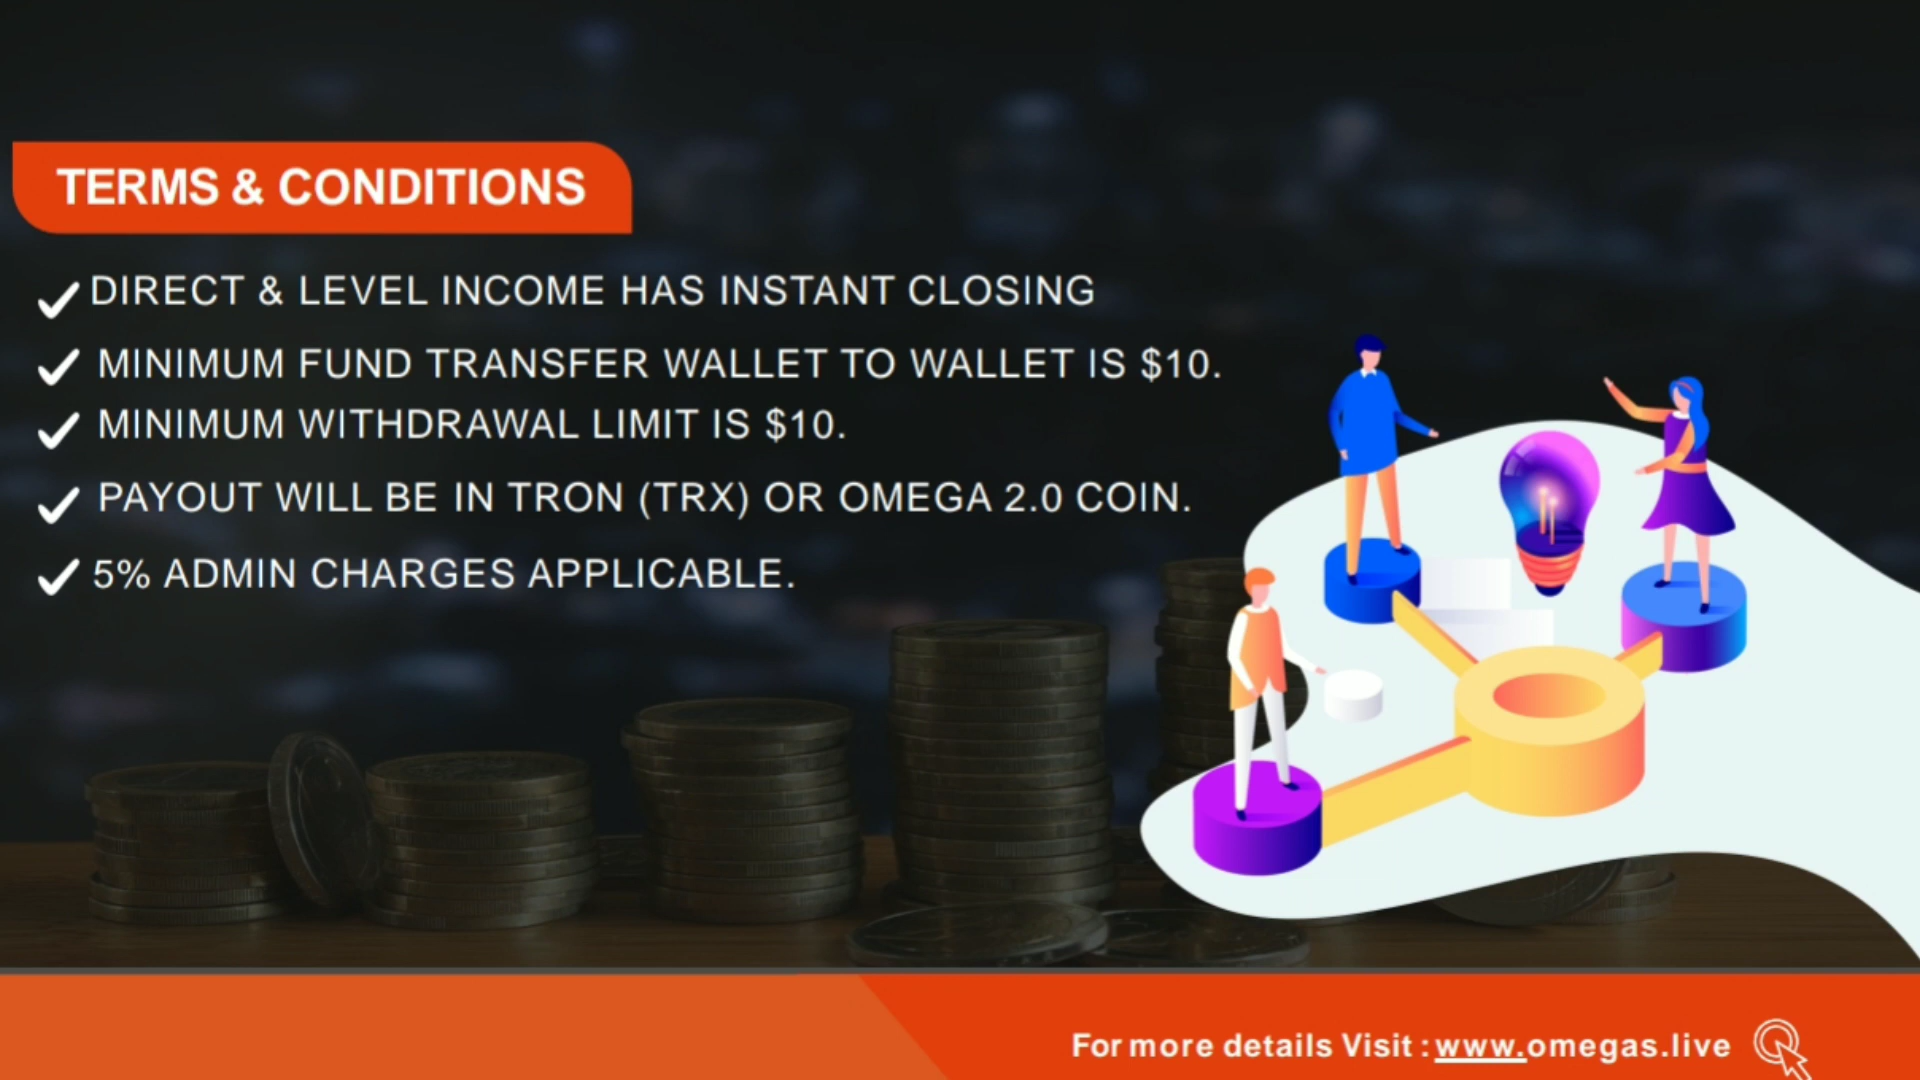 TERMS & CONDITIONS
DIRECT & LEVEL INCOME HAS INSTANT CLOSING
MINIMUM FUND TRANSFER WALLET TO WALLET IS $10.
MINIMUM WITHDRAWAL LIMIT IS $10.
PAYOUT WILL BE IN TRON (TRX) OR OMEGA 2.0 COIN.
5% ADMIN CHARGES APPLICABLE.
For more details Visit : www.omegas.live